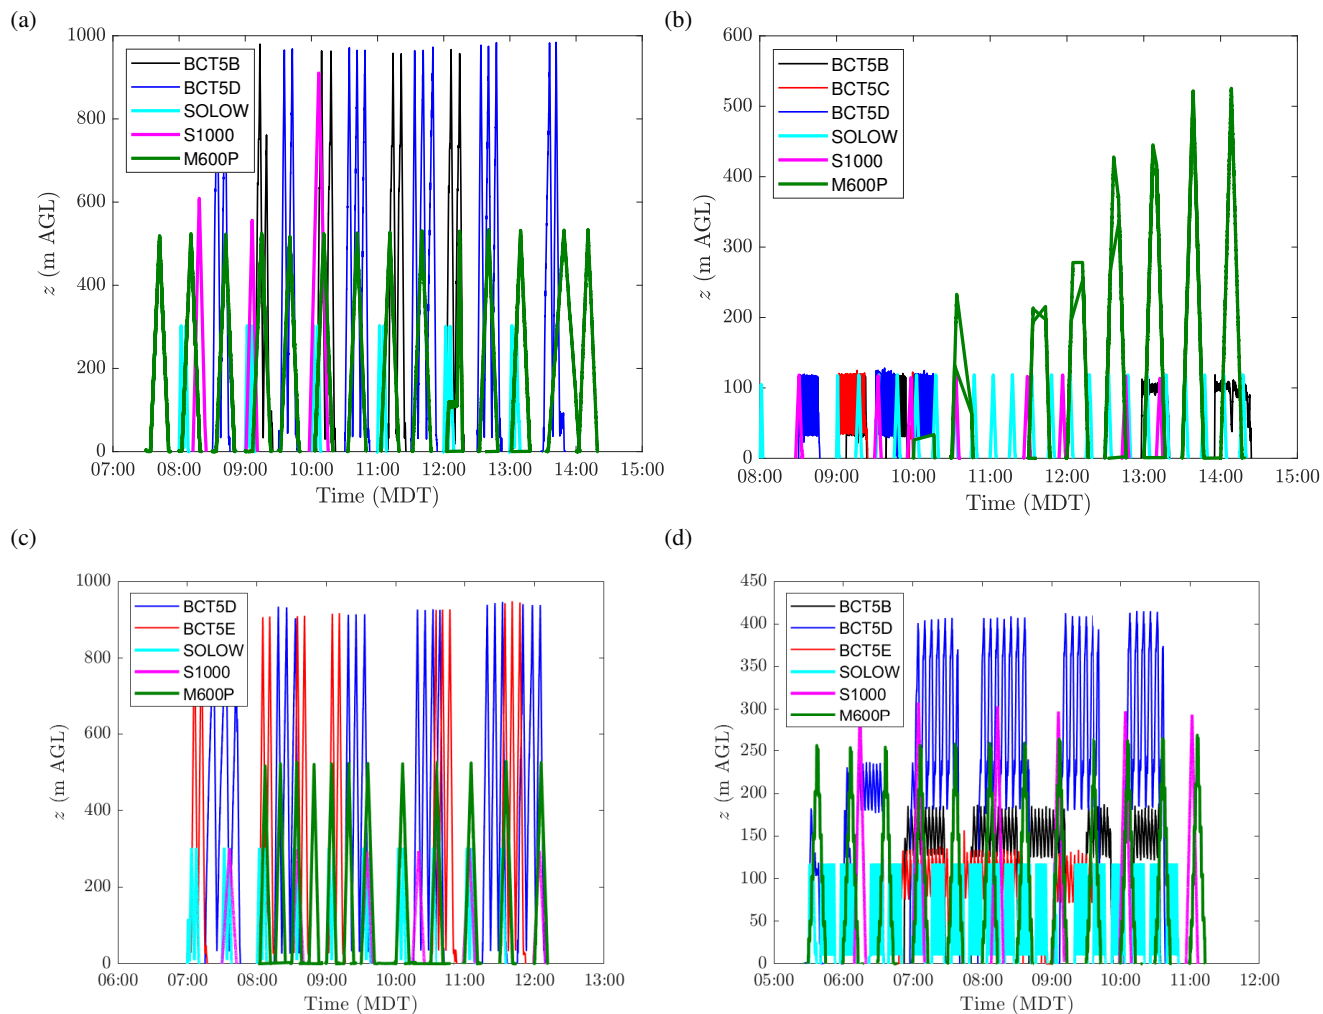 (a)
1000
800
600
400
200
0
z (m AGL)
BCT5B
BCT5D
SOLOW
S1000
M600P
07:00 08:00 09:00 10:00 11:00 12:00 13:00 14:00 15:00
Time (MDT)
(b)
600
500
400
300
200
100
0
z (m AGL)
BCT5B
BCT5C
BCT5D
SOLOW
S1000
M600P
08:00 09:00 10:00 11:00 12:00 13:00 14:00 15:00
Time (MDT)
(c)
1000
800
600
400
200
0
z (m AGL)
BCT5D
BCT5E
SOLOW
S1000
M600P
06:00 07:00 08:00 09:00 10:00 11:00 12:00 13:00
Time (MDT)
(d)
450
400
350
300
250
200
150
100
50
0
z (m AGL)
BCT5B
BCT5D
BCT5E
SOLOW
S1000
M600P
05:00 06:00 07:00 08:00 09:00 10:00 11:00 12:00
Time (MDT)